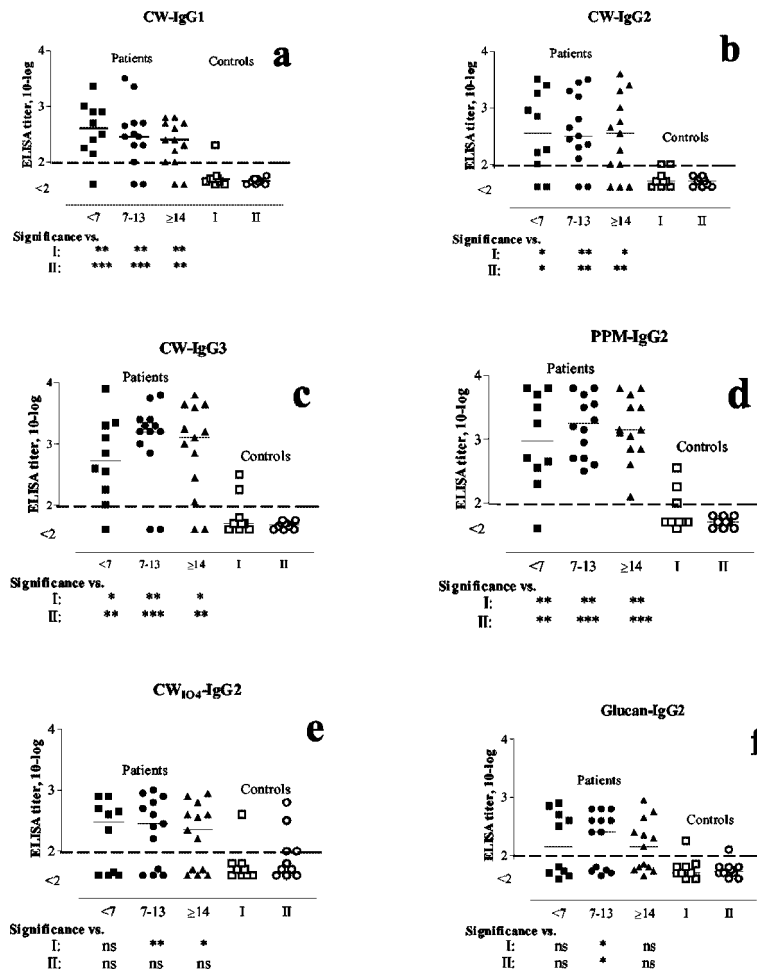 CW-IgG1
a
Patients
Controls
ELISA titer, 10-log
4
3
2
<2
<7 7-13 ≥14 I II
Significance vs.
I: ** ** **
II: *** *** **
CW-IgG2
b
Patients
Controls
ELISA titer, 10-log
4
3
2
<2
<7 7-13 ≥14 I II
Significance vs.
I: * ** *
II: * ** **
CW-IgG3
c
Patients
Controls
ELISA titer, 10-log
4
3
2
<2
<7 7-13 ≥14 I II
Significance vs.
I: * ** *
II: ** *** **
PPM-IgG2
d
Patients
Controls
ELISA titer, 10-log
4
3
2
<2
<7 7-13 ≥14 I II
Significance vs.
I: ** ** **
II: ** *** ***
CWIO4-IgG2
e
Patients
Controls
ELISA titer, 10-log
4
3
2
<2
<7 7-13 ≥14 I II
Significance vs.
I: ns ** *
II: ns ns ns
Glucan-IgG2
f
Patients
Controls
ELISA titer, 10-log
4
3
2
<2
<7 7-13 ≥14 I II
Significance vs.
I: ns * ns
II: ns * ns